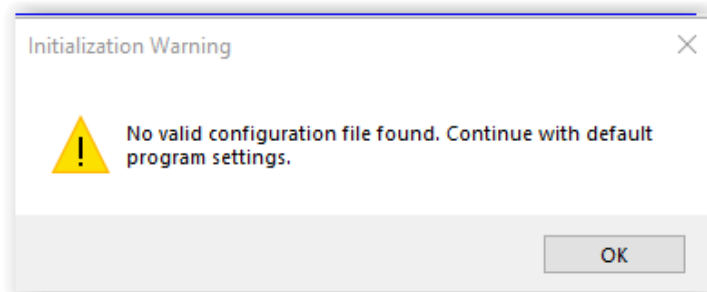 Initialization Warning
No valid configuration file found. Continue with default
program settings.
OK